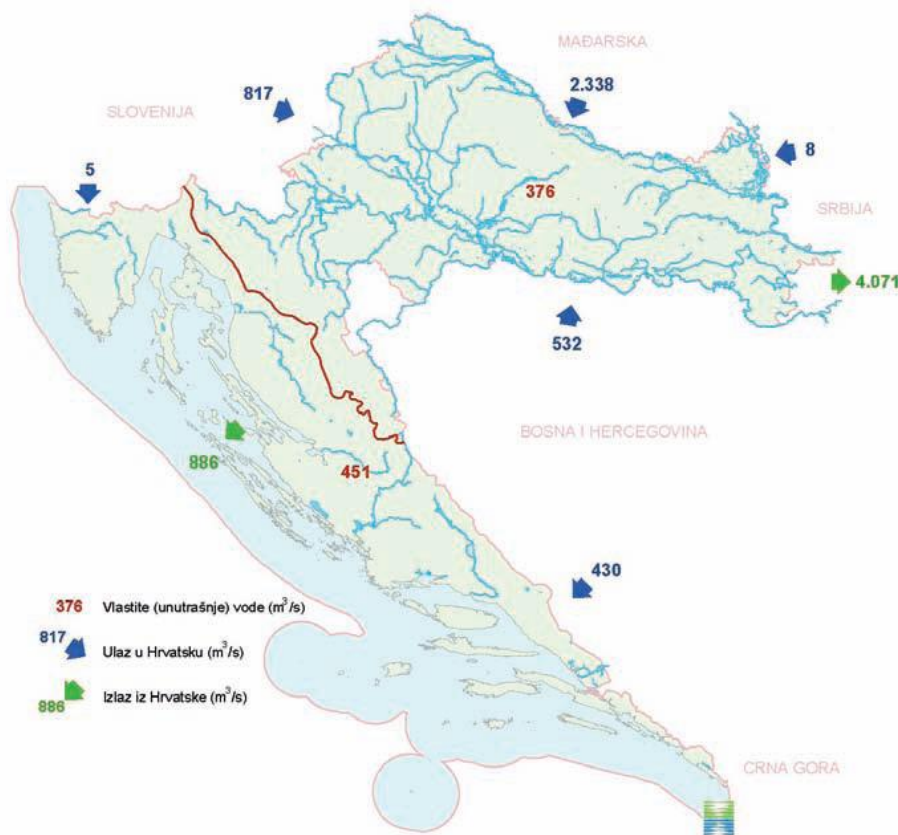 MAĐARSKA
817
2.338
SLOVENIJA
8
5
376
SRBIJA
4.071
532
BOSNA I HERCEGOVINA
886
451
430
376 Vlastite (unutrašnje) vode (m³/s)
817 Ulaz u Hrvatsku (m³/s)
886 Izlaz iz Hrvatske (m³/s)
CRNA GORA